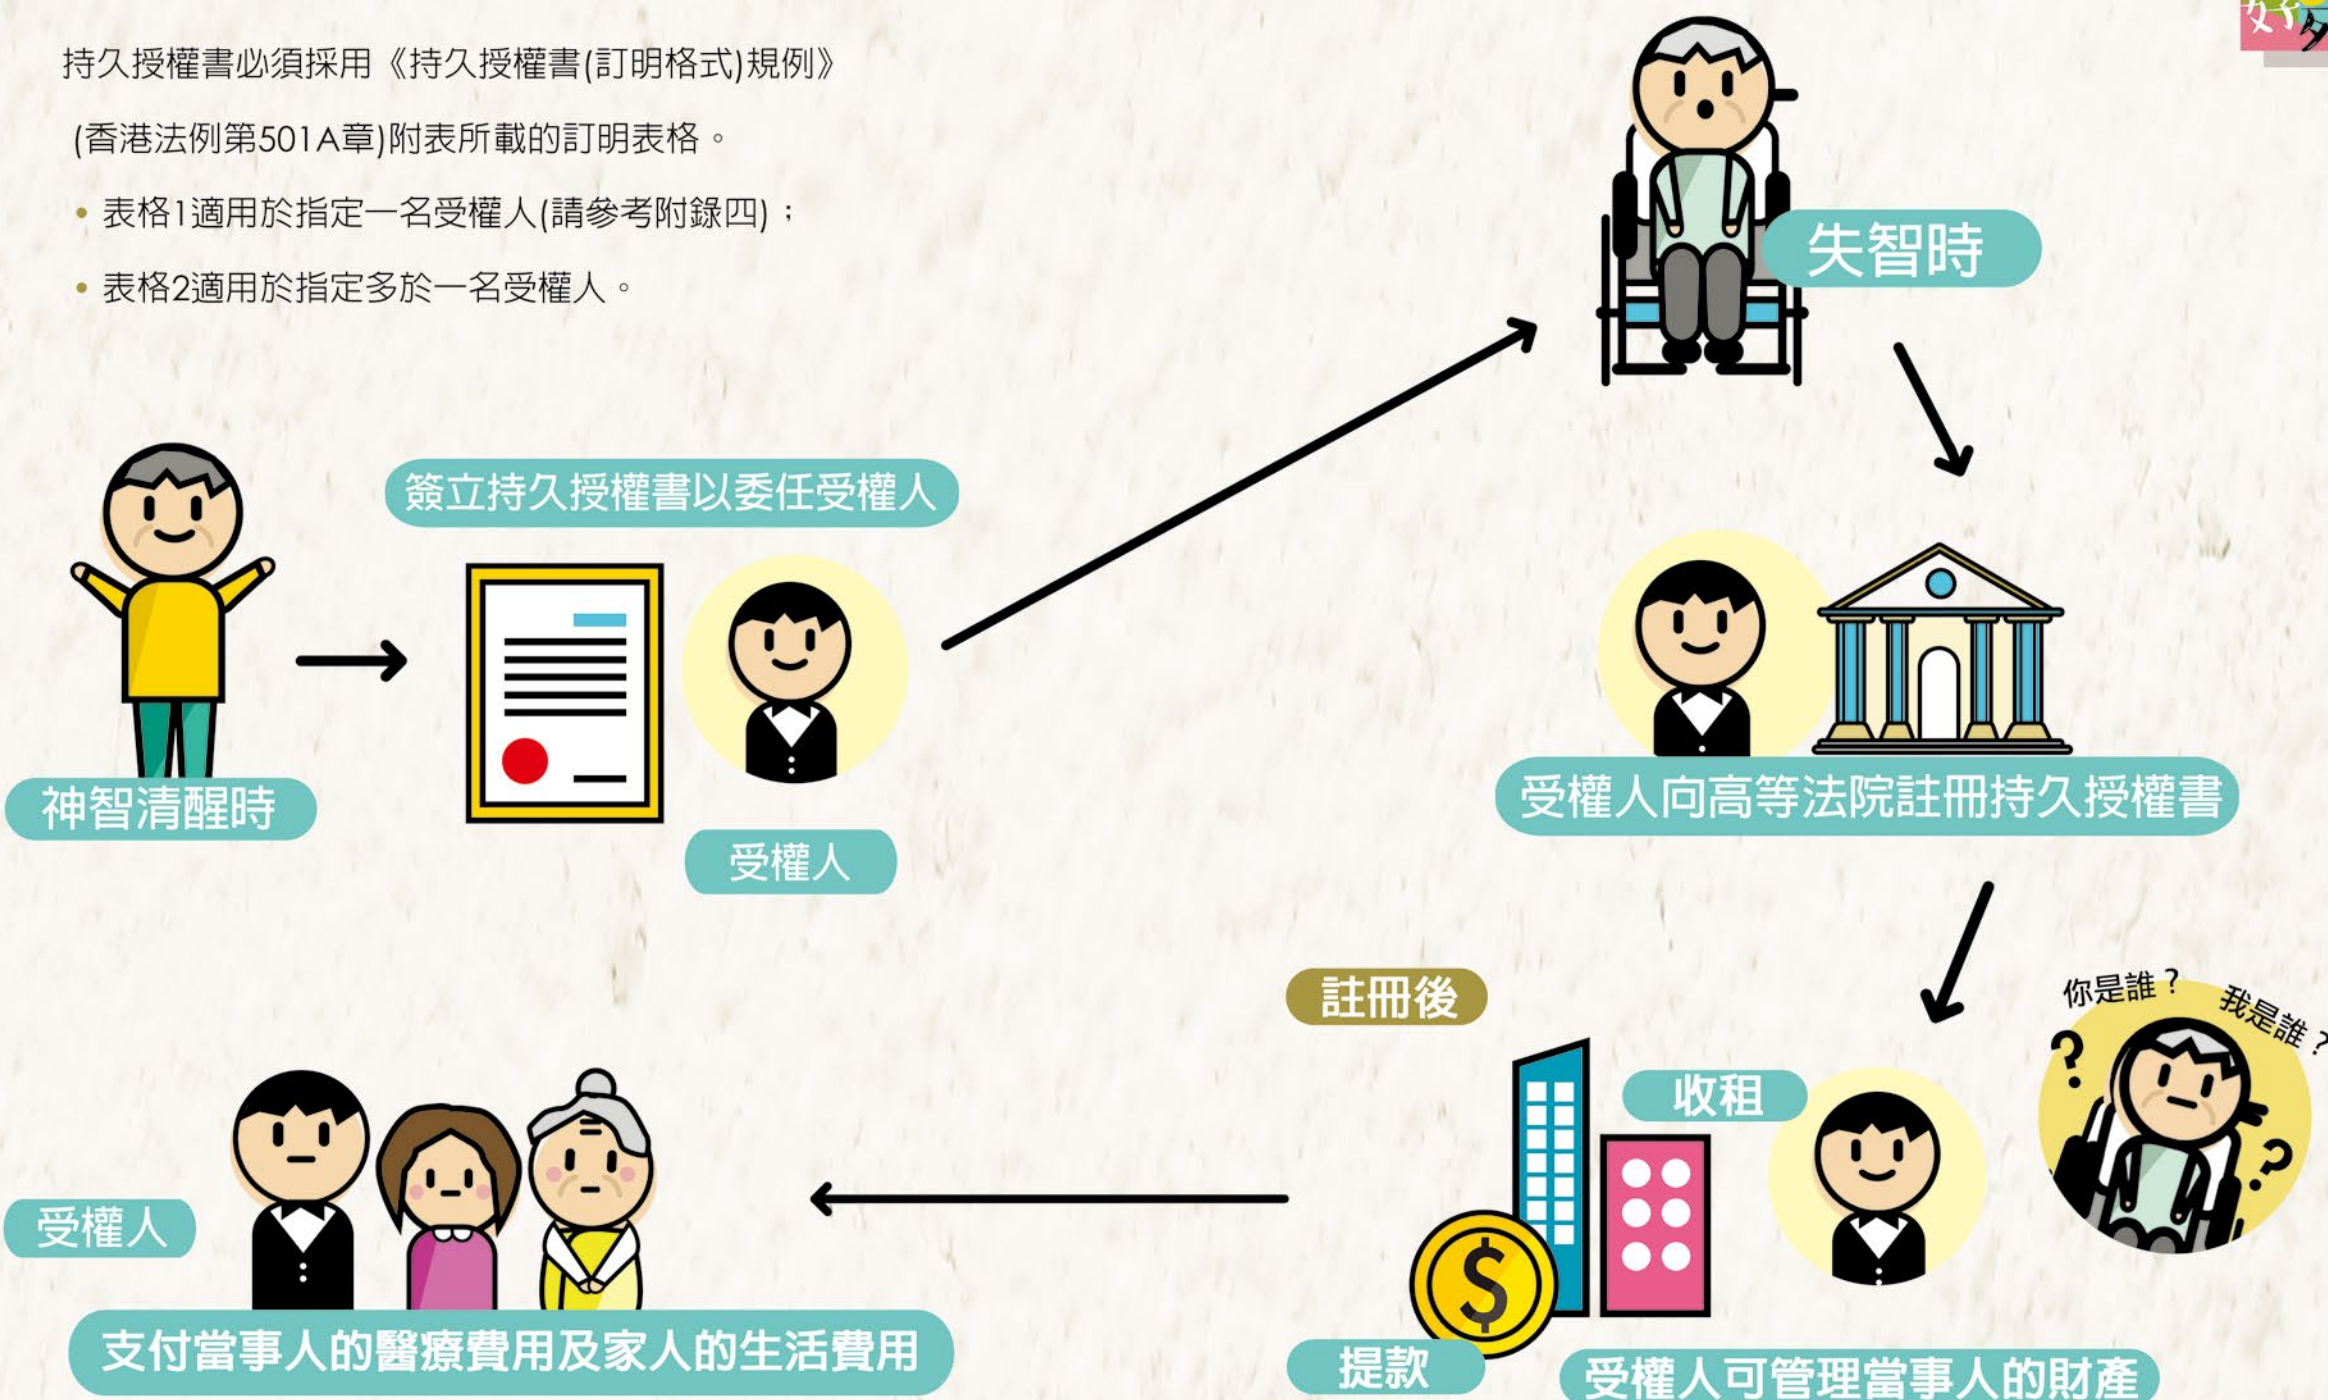 持久授權書必須採用《持久授權書(訂明格式)規例》
(香港法例第501A章)附表所載的訂明表格。
• 表格1適用於指定一名受權人(請參考附錄四)；
• 表格2適用於指定多於一名受權人。
失智時
簽立持久授權書以委任受權人
神智清醒時
受權人
受權人向高等法院註冊持久授權書
註冊後
你是誰？
我是誰？
?
?
收租
受權人
$
支付當事人的醫療費用及家人的生活費用
提款
受權人可管理當事人的財產